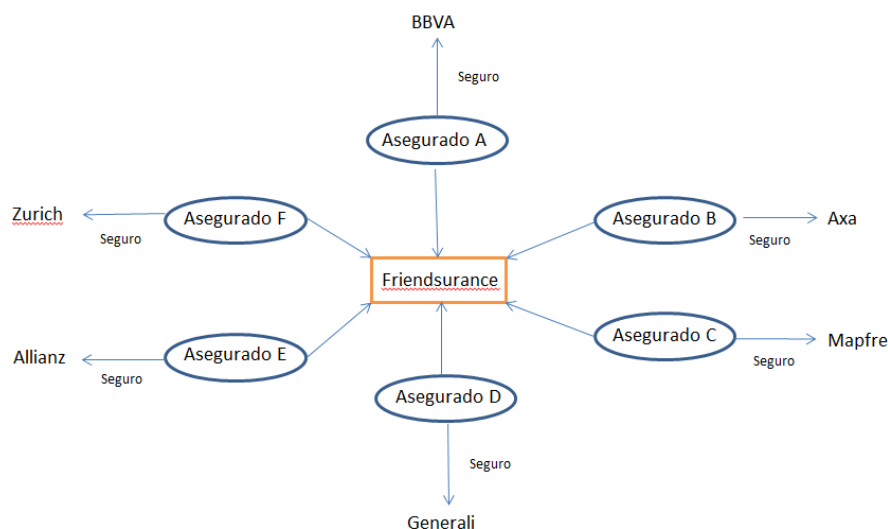 BBVA
Seguro
Asegurado A
Zurich
Seguro
Asegurado F
Asegurado B
Seguro
Axa
Friendsurance
Allianz
Seguro
Asegurado E
Asegurado C
Seguro
Mapfre
Asegurado D
Seguro
Generali